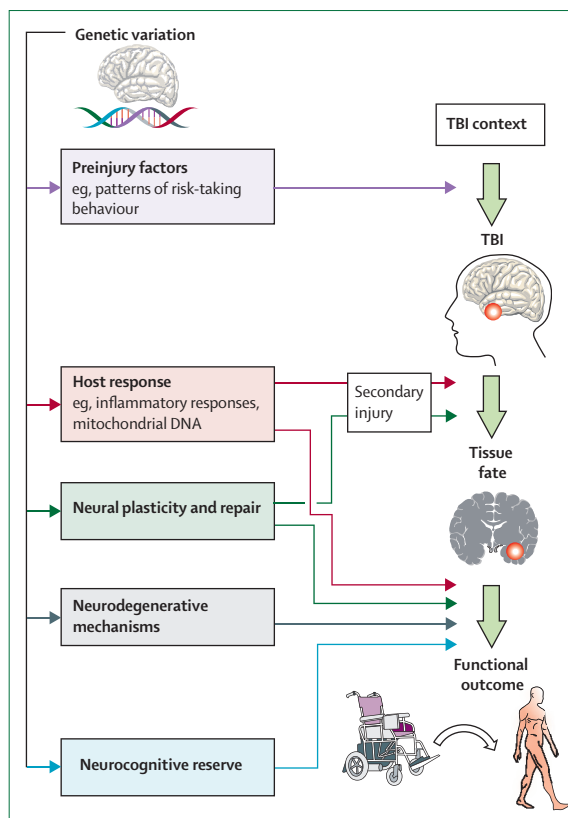 Genetic variation
TBI context
Preinjury factors
eg, patterns of risk-taking
behaviour
TBI
Host response
eg, inflammatory responses,
mitochondrial DNA
Secondary
injury
Tissue
fate
Neural plasticity and repair
Neurodegenerative
mechanisms
Functional
outcome
Neurocognitive reserve